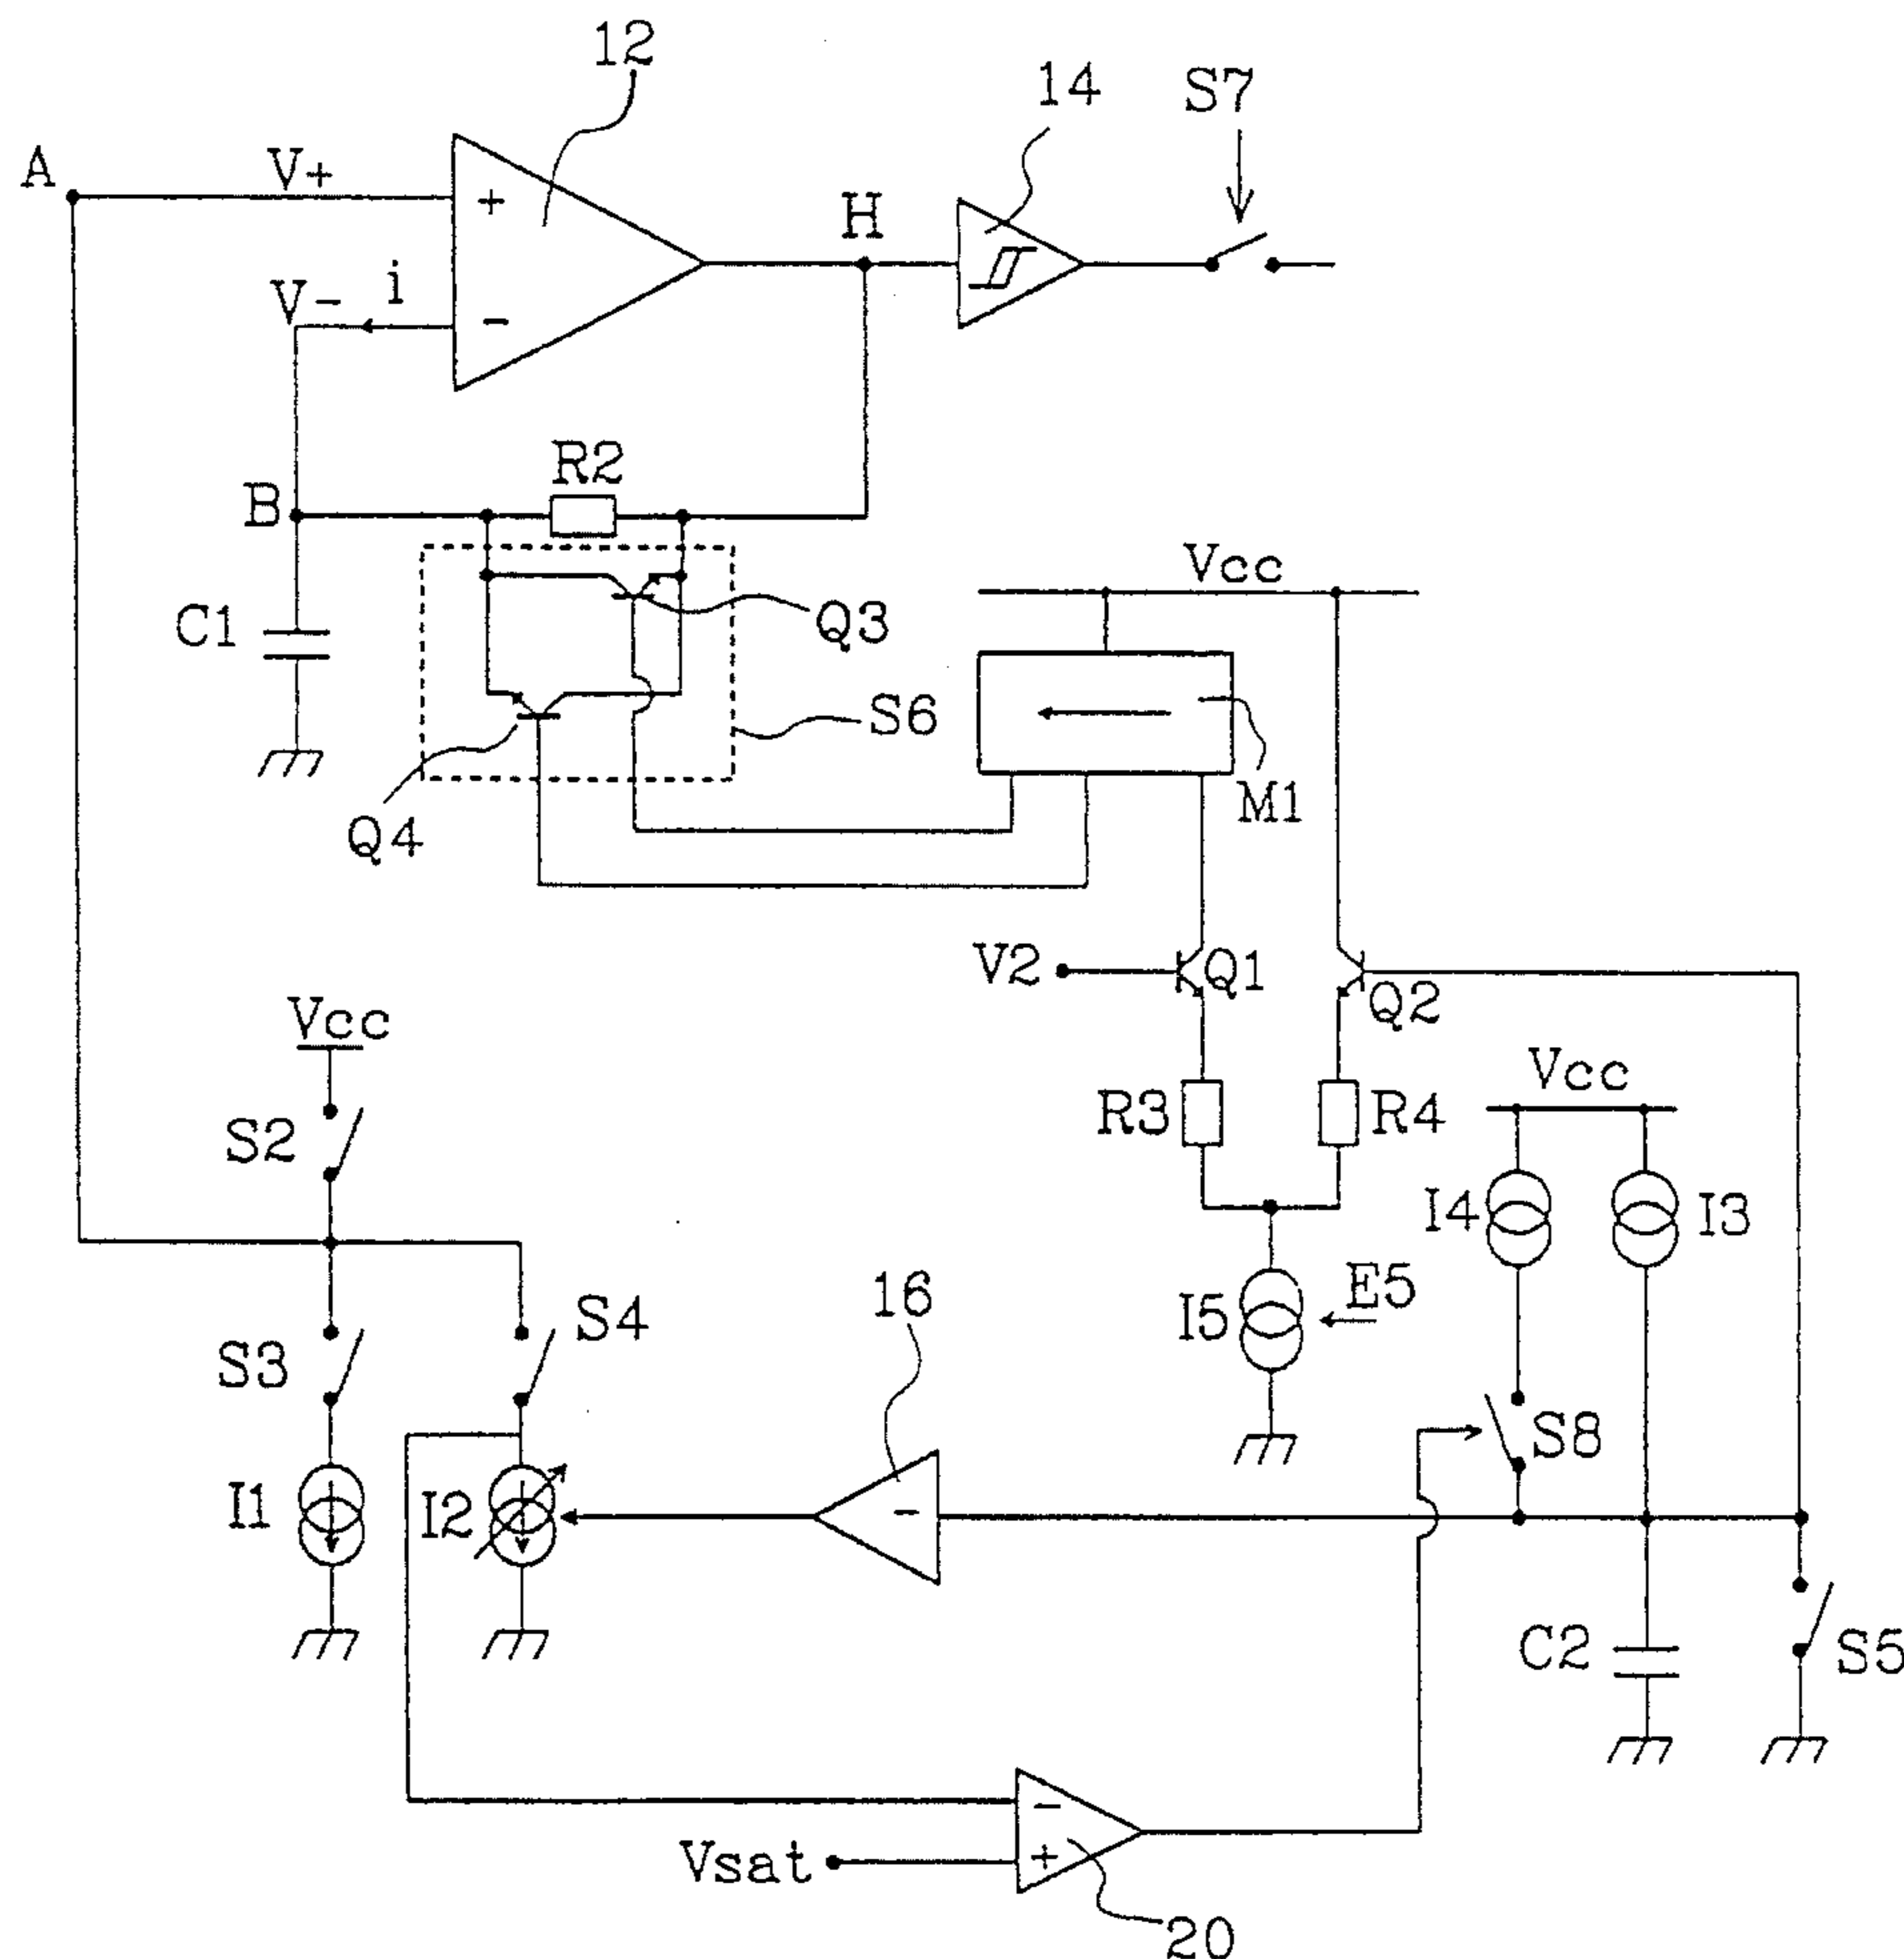 12
14
S7
A
V+
+
H
V-
i
-
B
R2
Vcc
C1
Q3
S6
M1
Q4
V2
Q1
Q2
Vcc
Vcc
R3
R4
S2
I4
I3
16
E5
S4
I5
S3
S8
I1
I2
-
C2
S5
-
Vsat
+
20